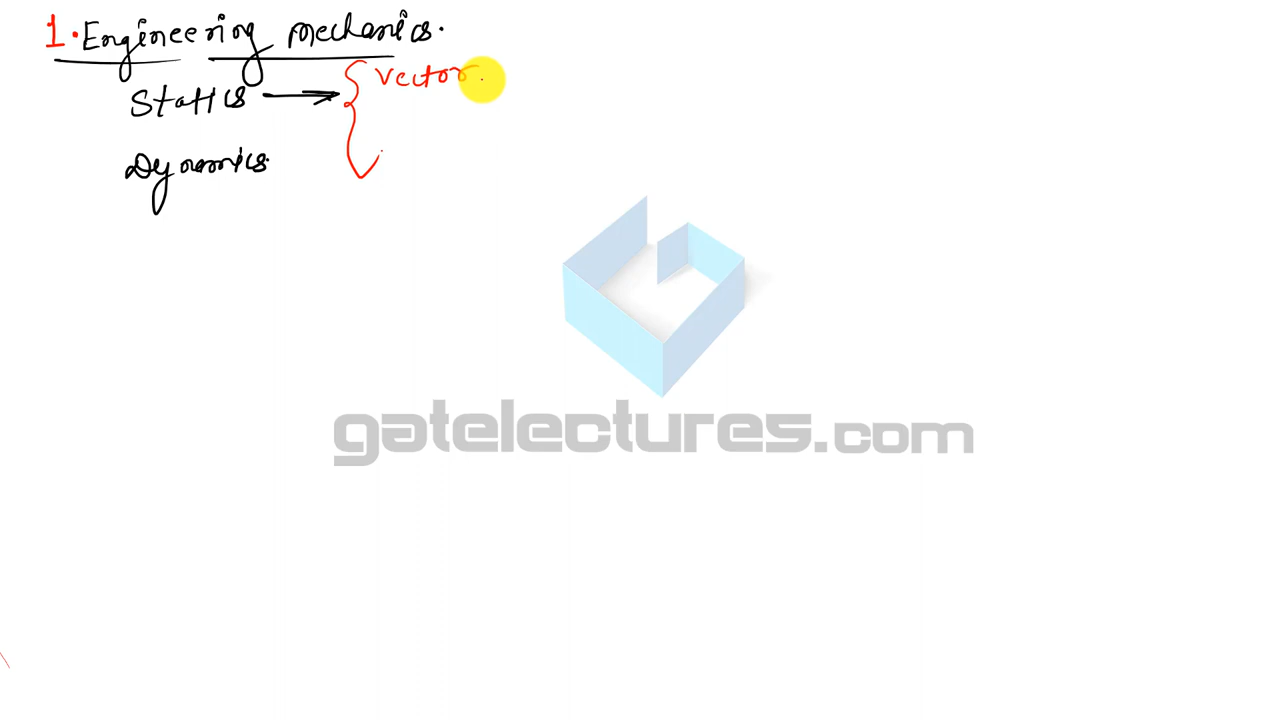 1. Engineering mechanics.
Statics → { Vector.
Dynamics.
gatelectures.com